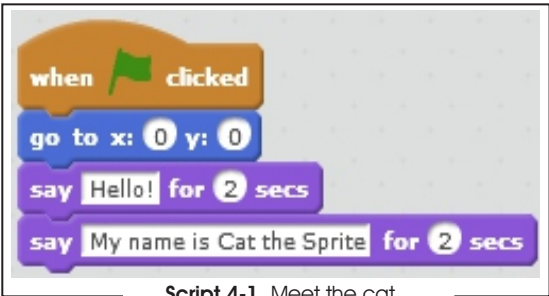 when clicked
go to x: 0 y: 0
say Hello! for 2 secs
say My name is Cat the Sprite for 2 secs
Script 4-1 Meet the cat